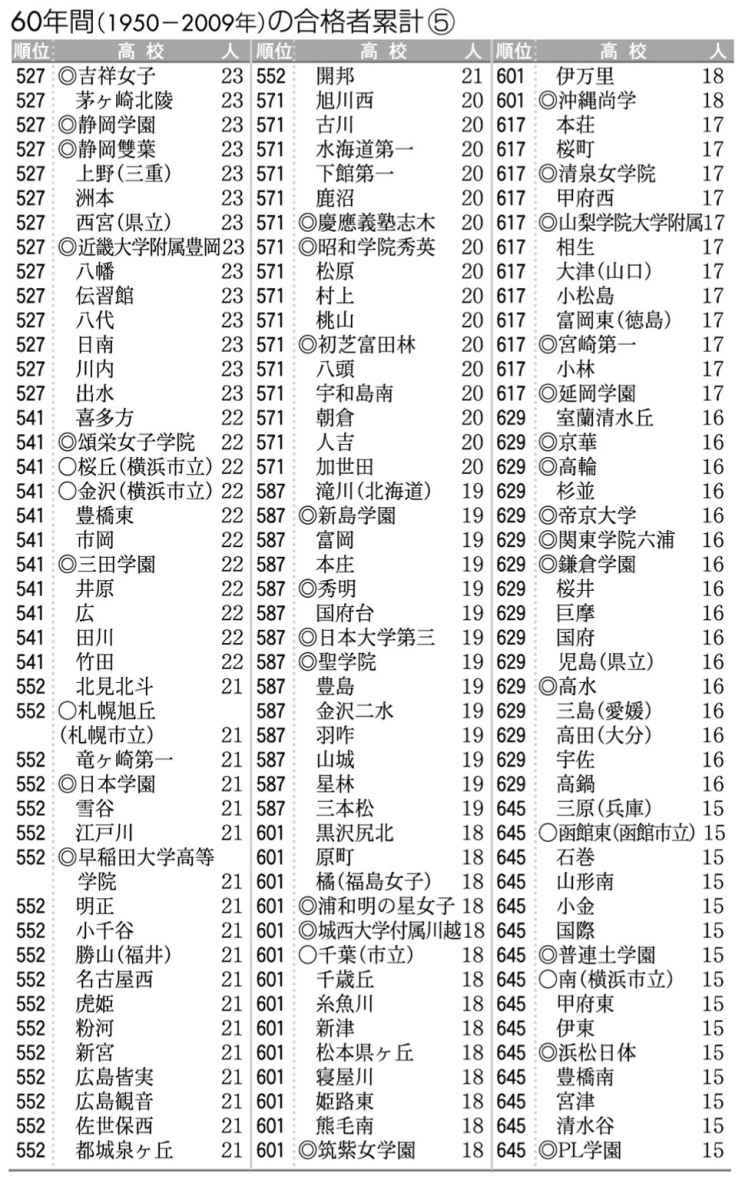 60年間(1950－2009年)の合格者累計⑤
順位 高校 人
527 ◎吉祥女子 23
527 茅ヶ崎北陵 23
527 ◎静岡学園 23
527 ◎静岡雙葉 23
527 上野(三重) 23
527 洲本 23
527 西宮(県立) 23
527 ◎近畿大学附属豊岡23
527 八幡 23
527 伝習館 23
527 八代 23
527 日南 23
527 川内 23
527 出水 23
541 喜多方 22
541 ◎頌栄女子学院 22
541 ○桜丘(横浜市立) 22
541 ○金沢(横浜市立) 22
541 豊橋東 22
541 市岡 22
541 ◎三田学園 22
541 井原 22
541 広 22
541 田川 22
541 竹田 22
552 北見北斗 21
552 ○札幌旭丘
(札幌市立) 21
552 竜ヶ崎第一 21
552 ◎日本学園 21
552 雪谷 21
552 江戸川 21
552 ◎早稲田大学高等
学院 21
552 明正 21
552 小千谷 21
552 勝山(福井) 21
552 名古屋西 21
552 虎姫 21
552 粉河 21
552 新宮 21
552 広島皆実 21
552 広島観音 21
552 佐世保西 21
552 都城泉ヶ丘 21
順位 高校 人
552 開邦 21
571 旭川西 20
571 古川 20
571 水海道第一 20
571 下館第一 20
571 鹿沼 20
571 ◎慶應義塾志木 20
571 ◎昭和学院秀英 20
571 松原 20
571 村上 20
571 桃山 20
571 ◎初芝富田林 20
571 八頭 20
571 宇和島南 20
571 朝倉 20
571 人吉 20
571 加世田 20
587 滝川(北海道) 19
587 ◎新島学園 19
587 富岡 19
587 本庄 19
587 ◎秀明 19
587 国府台 19
587 ◎日本大学第三 19
587 ◎聖学院 19
587 豊島 19
587 金沢二水 19
587 羽咋 19
587 山城 19
587 星林 19
587 三本松 19
601 黒沢尻北 18
601 原町 18
601 橘(福島女子) 18
601 ◎浦和明の星女子 18
601 ◎城西大学付属川越18
601 ○千葉(市立) 18
601 千歳丘 18
601 糸魚川 18
601 新津 18
601 松本県ヶ丘 18
601 寝屋川 18
601 姫路東 18
601 熊毛南 18
601 ◎筑紫女学園 18
順位 高校 人
601 伊万里 18
601 ◎沖縄尚学 18
617 本荘 17
617 桜町 17
617 ◎清泉女学院 17
617 甲府西 17
617 ◎山梨学院大学附属17
617 相生 17
617 大津(山口) 17
617 小松島 17
617 富岡東(徳島) 17
617 ◎宮崎第一 17
617 小林 17
617 ◎延岡学園 17
629 室蘭清水丘 16
629 ◎京華 16
629 ◎高輪 16
629 杉並 16
629 ◎帝京大学 16
629 ◎関東学院六浦 16
629 ◎鎌倉学園 16
629 桜井 16
629 巨摩 16
629 国府 16
629 児島(県立) 16
629 ◎高水 16
629 三島(愛媛) 16
629 高田(大分) 16
629 宇佐 16
629 高鍋 16
645 三原(兵庫) 15
645 ○函館東(函館市立) 15
645 石巻 15
645 山形南 15
645 小金 15
645 国際 15
645 ◎普連土学園 15
645 ○南(横浜市立) 15
645 甲府東 15
645 伊東 15
645 ◎浜松日体 15
645 豊橋南 15
645 宮津 15
645 清水谷 15
645 ◎PL学園 15